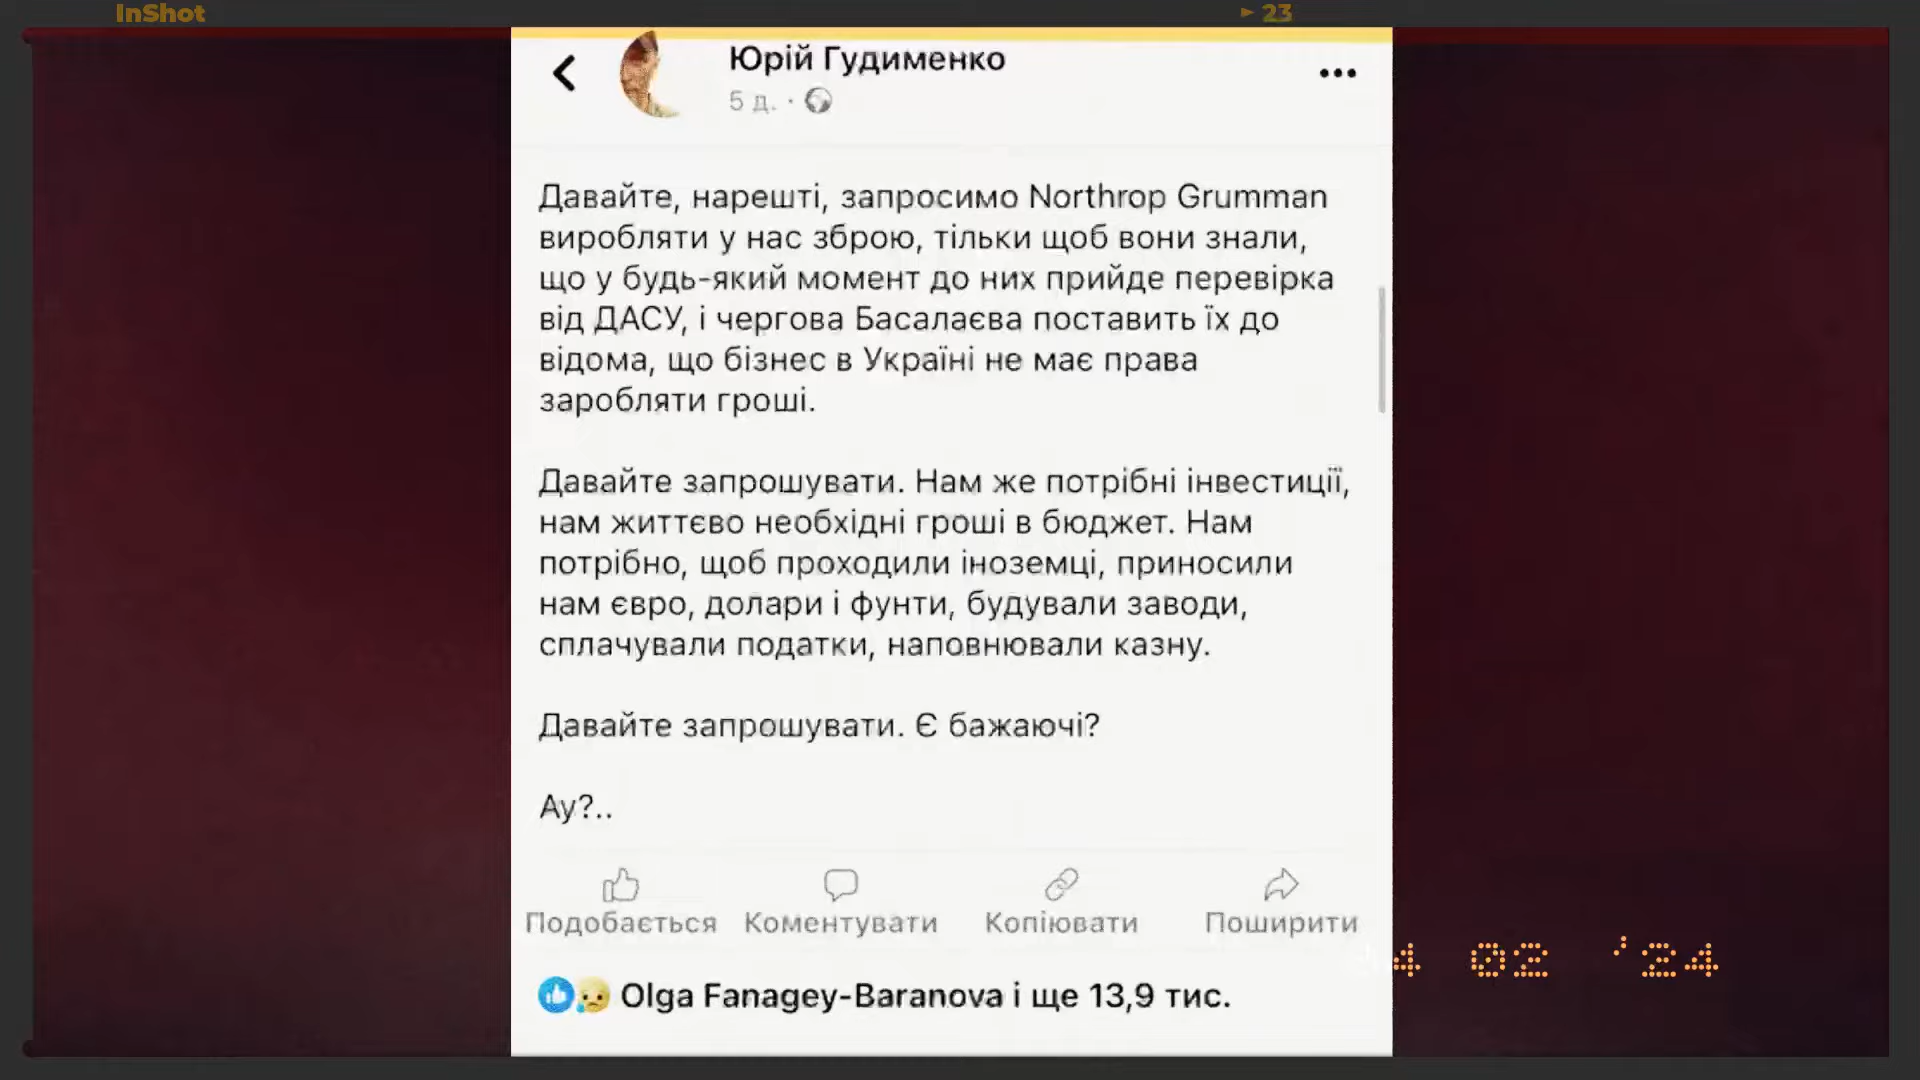 InShot
23
Юрій Гудименко
5 д. ·
Давайте, нарешті, запросимо Northrop Grumman
виробляти у нас зброю, тільки щоб вони знали,
що у будь-який момент до них прийде перевірка
від ДАСУ, і чергова Басалаєва поставить їх до
відома, що бізнес в Україні не має права
заробляти гроші.
Давайте запрошувати. Нам же потрібні інвестиції,
нам життєво необхідні гроші в бюджет. Нам
потрібно, щоб проходили іноземці, приносили
нам євро, долари і фунти, будували заводи,
сплачували податки, наповнювали казну.
Давайте запрошувати. Є бажаючі?
Ау?..
Подобається Коментувати Копіювати Поширити
4 02 '24
Olga Fanagey-Baranova і ще 13,9 тис.